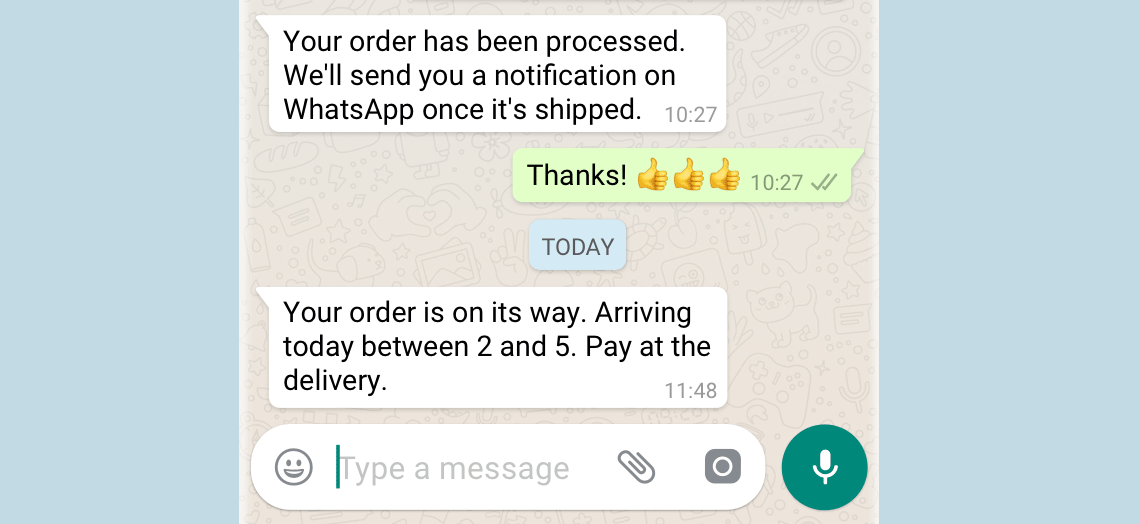 Your order has been processed.
We'll send you a notification on
WhatsApp once it's shipped. 10:27
Thanks! 👍👍👍 10:27
TODAY
Your order is on its way. Arriving
today between 2 and 5. Pay at the
delivery. 11:48
Type a message